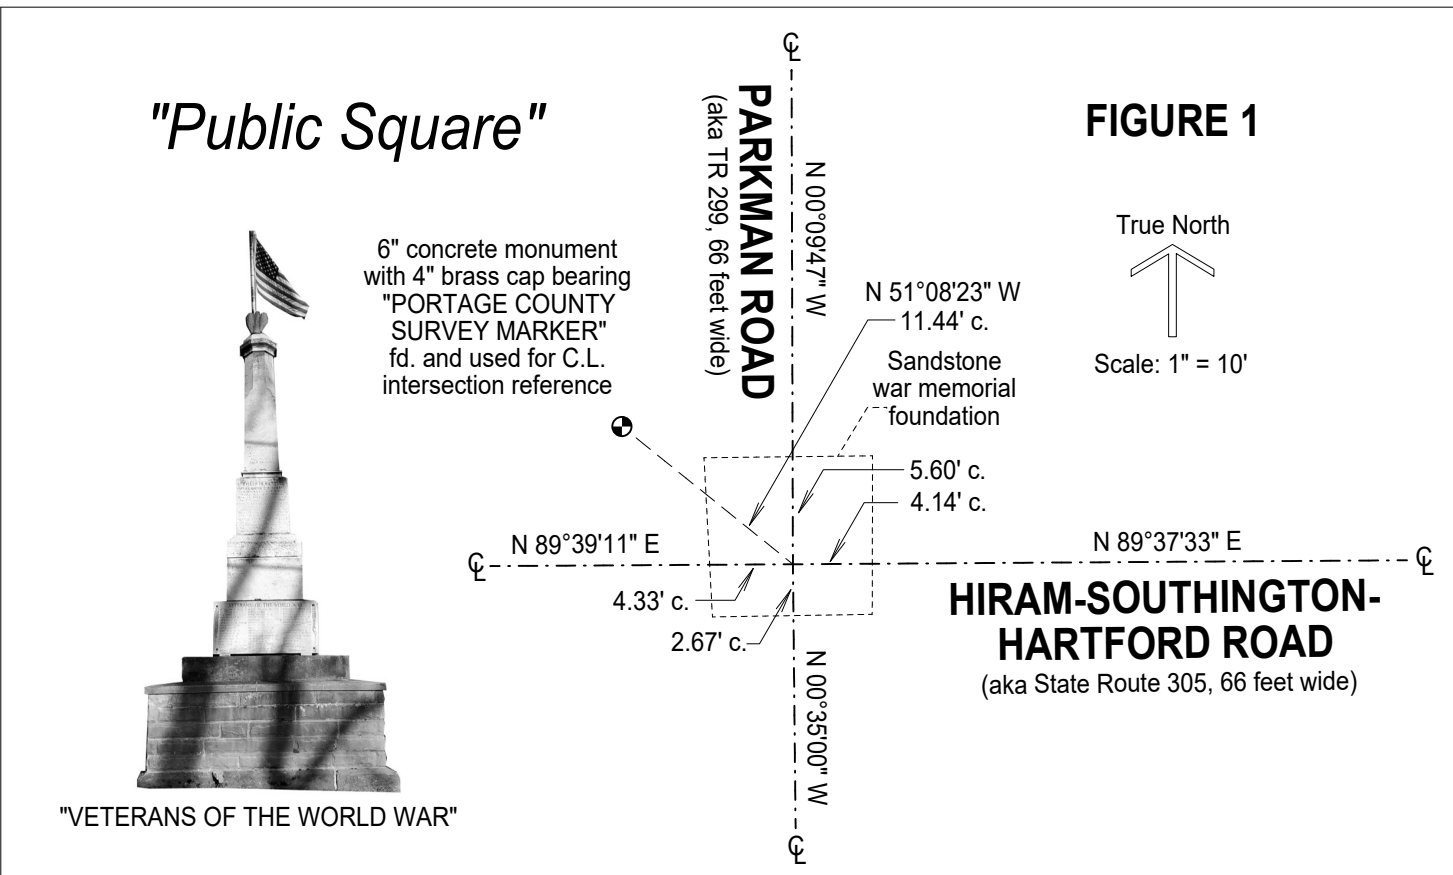 "Public Square"
FIGURE 1
℄
PARKMAN ROAD
(aka TR 299, 66 feet wide)
N 00°09'47" W
True North
Scale: 1" = 10'
6" concrete monument
with 4" brass cap bearing
"PORTAGE COUNTY
SURVEY MARKER"
fd. and used for C.L.
intersection reference
N 51°08'23" W
11.44' c.
Sandstone
war memorial
foundation
5.60' c.
4.14' c.
℄
N 89°39'11" E
N 89°37'33" E
℄
4.33' c.
2.67' c.
HIRAM-SOUTHINGTON-
HARTFORD ROAD
(aka State Route 305, 66 feet wide)
N 00°35'00" W
℄
"VETERANS OF THE WORLD WAR"